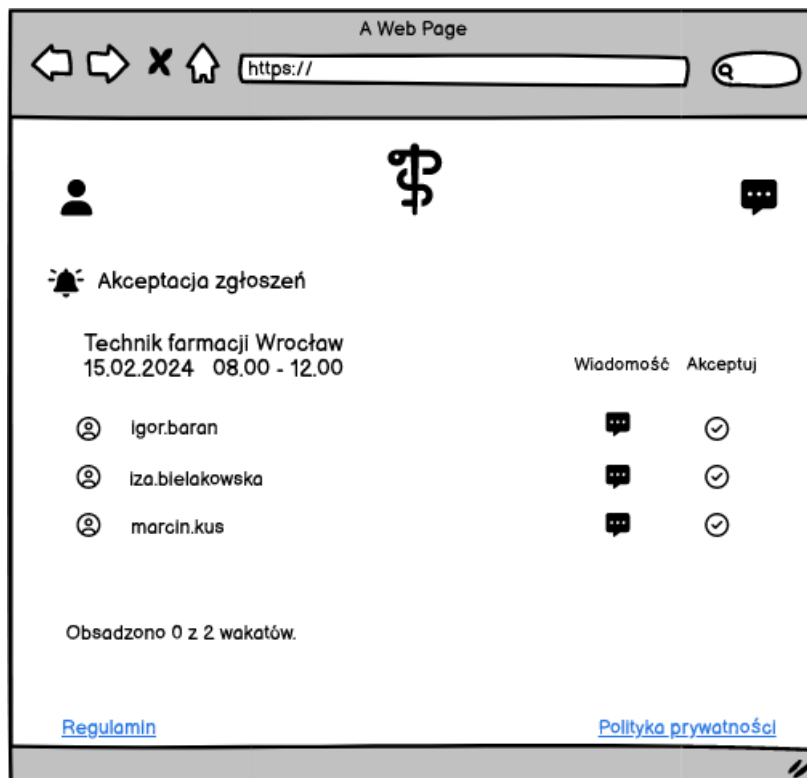 A Web Page
https://
Akceptacja zgłoszeń
Technik farmacji Wrocław
15.02.2024 08.00 - 12.00
Wiadomość Akceptuj
igor.baran
iza.bielakowska
marcin.kus
Obsadzono 0 z 2 wakatów.
Regulamin Polityka prywatności